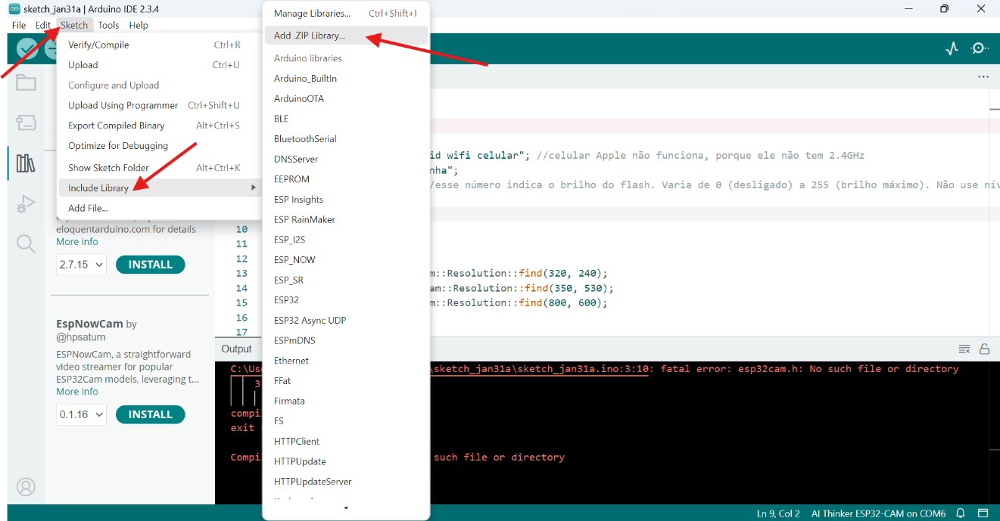 sketch_jan31a | Arduino IDE 2.3.4
File Edit Sketch Tools Help
Verify/Compile Ctrl+R
Upload Ctrl+U
Configure and Upload
Upload Using Programmer Ctrl+Shift+U
Export Compiled Binary Alt+Ctrl+S
Optimize for Debugging
Show Sketch Folder Alt+Ctrl+K
Include Library
Add File...
Manage Libraries... Ctrl+Shift+I
Add .ZIP Library...
Arduino libraries
Arduino_BuiltIn
ArduinoOTA
BLE
BluetoothSerial
DNSServer
EEPROM
ESP Insights
ESP RainMaker
ESP_I2S
ESP_NOW
ESP_SR
ESP32
ESP32 Async UDP
ESPmDNS
Ethernet
FFat
Firmata
FS
HTTPClient
HTTPUpdate
HTTPUpdateServer
eloquentarduino.com for details
More info
2.7.15 INSTALL
EspNowCam by
@hpsaturn
ESPNowCam, a straightforward
video streamer for popular
ESP32Cam models, leveraging t...
More info
0.1.16 INSTALL
id wifi celular"; //celular Apple não funciona, porque ele não tem 2.4GHz
nha";
/esse número indica o brilho do flash. Varia de 0 (desligado) a 255 (brilho máximo). Não use nív
10
11
12
13 m::Resolution::find(320, 240);
14 am::Resolution::find(350, 530);
15 m::Resolution::find(800, 600);
16
17
Output
C:\Use \sketch_jan31a\sketch_jan31a.ino:3:10: fatal error: esp32cam.h: No such file or directory
3
compi
exit
Compi such file or directory
Ln 9, Col 2 AI Thinker ESP32-CAM on COM6